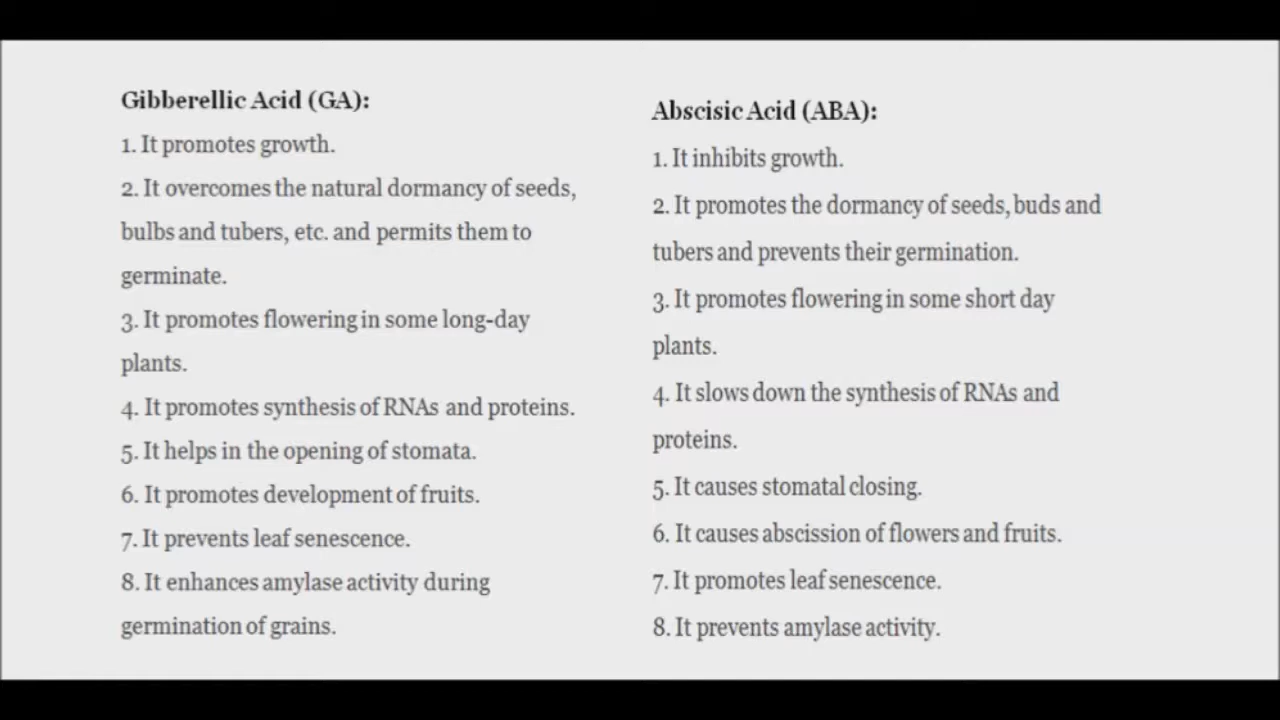 Gibberellic Acid (GA):
1. It promotes growth.
2. It overcomes the natural dormancy of seeds,
bulbs and tubers, etc. and permits them to
germinate.
3. It promotes flowering in some long-day
plants.
4. It promotes synthesis of RNAs and proteins.
5. It helps in the opening of stomata.
6. It promotes development of fruits.
7. It prevents leaf senescence.
8. It enhances amylase activity during
germination of grains.
Abscisic Acid (ABA):
1. It inhibits growth.
2. It promotes the dormancy of seeds, buds and
tubers and prevents their germination.
3. It promotes flowering in some short day
plants.
4. It slows down the synthesis of RNAs and
proteins.
5. It causes stomatal closing.
6. It causes abscission of flowers and fruits.
7. It promotes leaf senescence.
8. It prevents amylase activity.